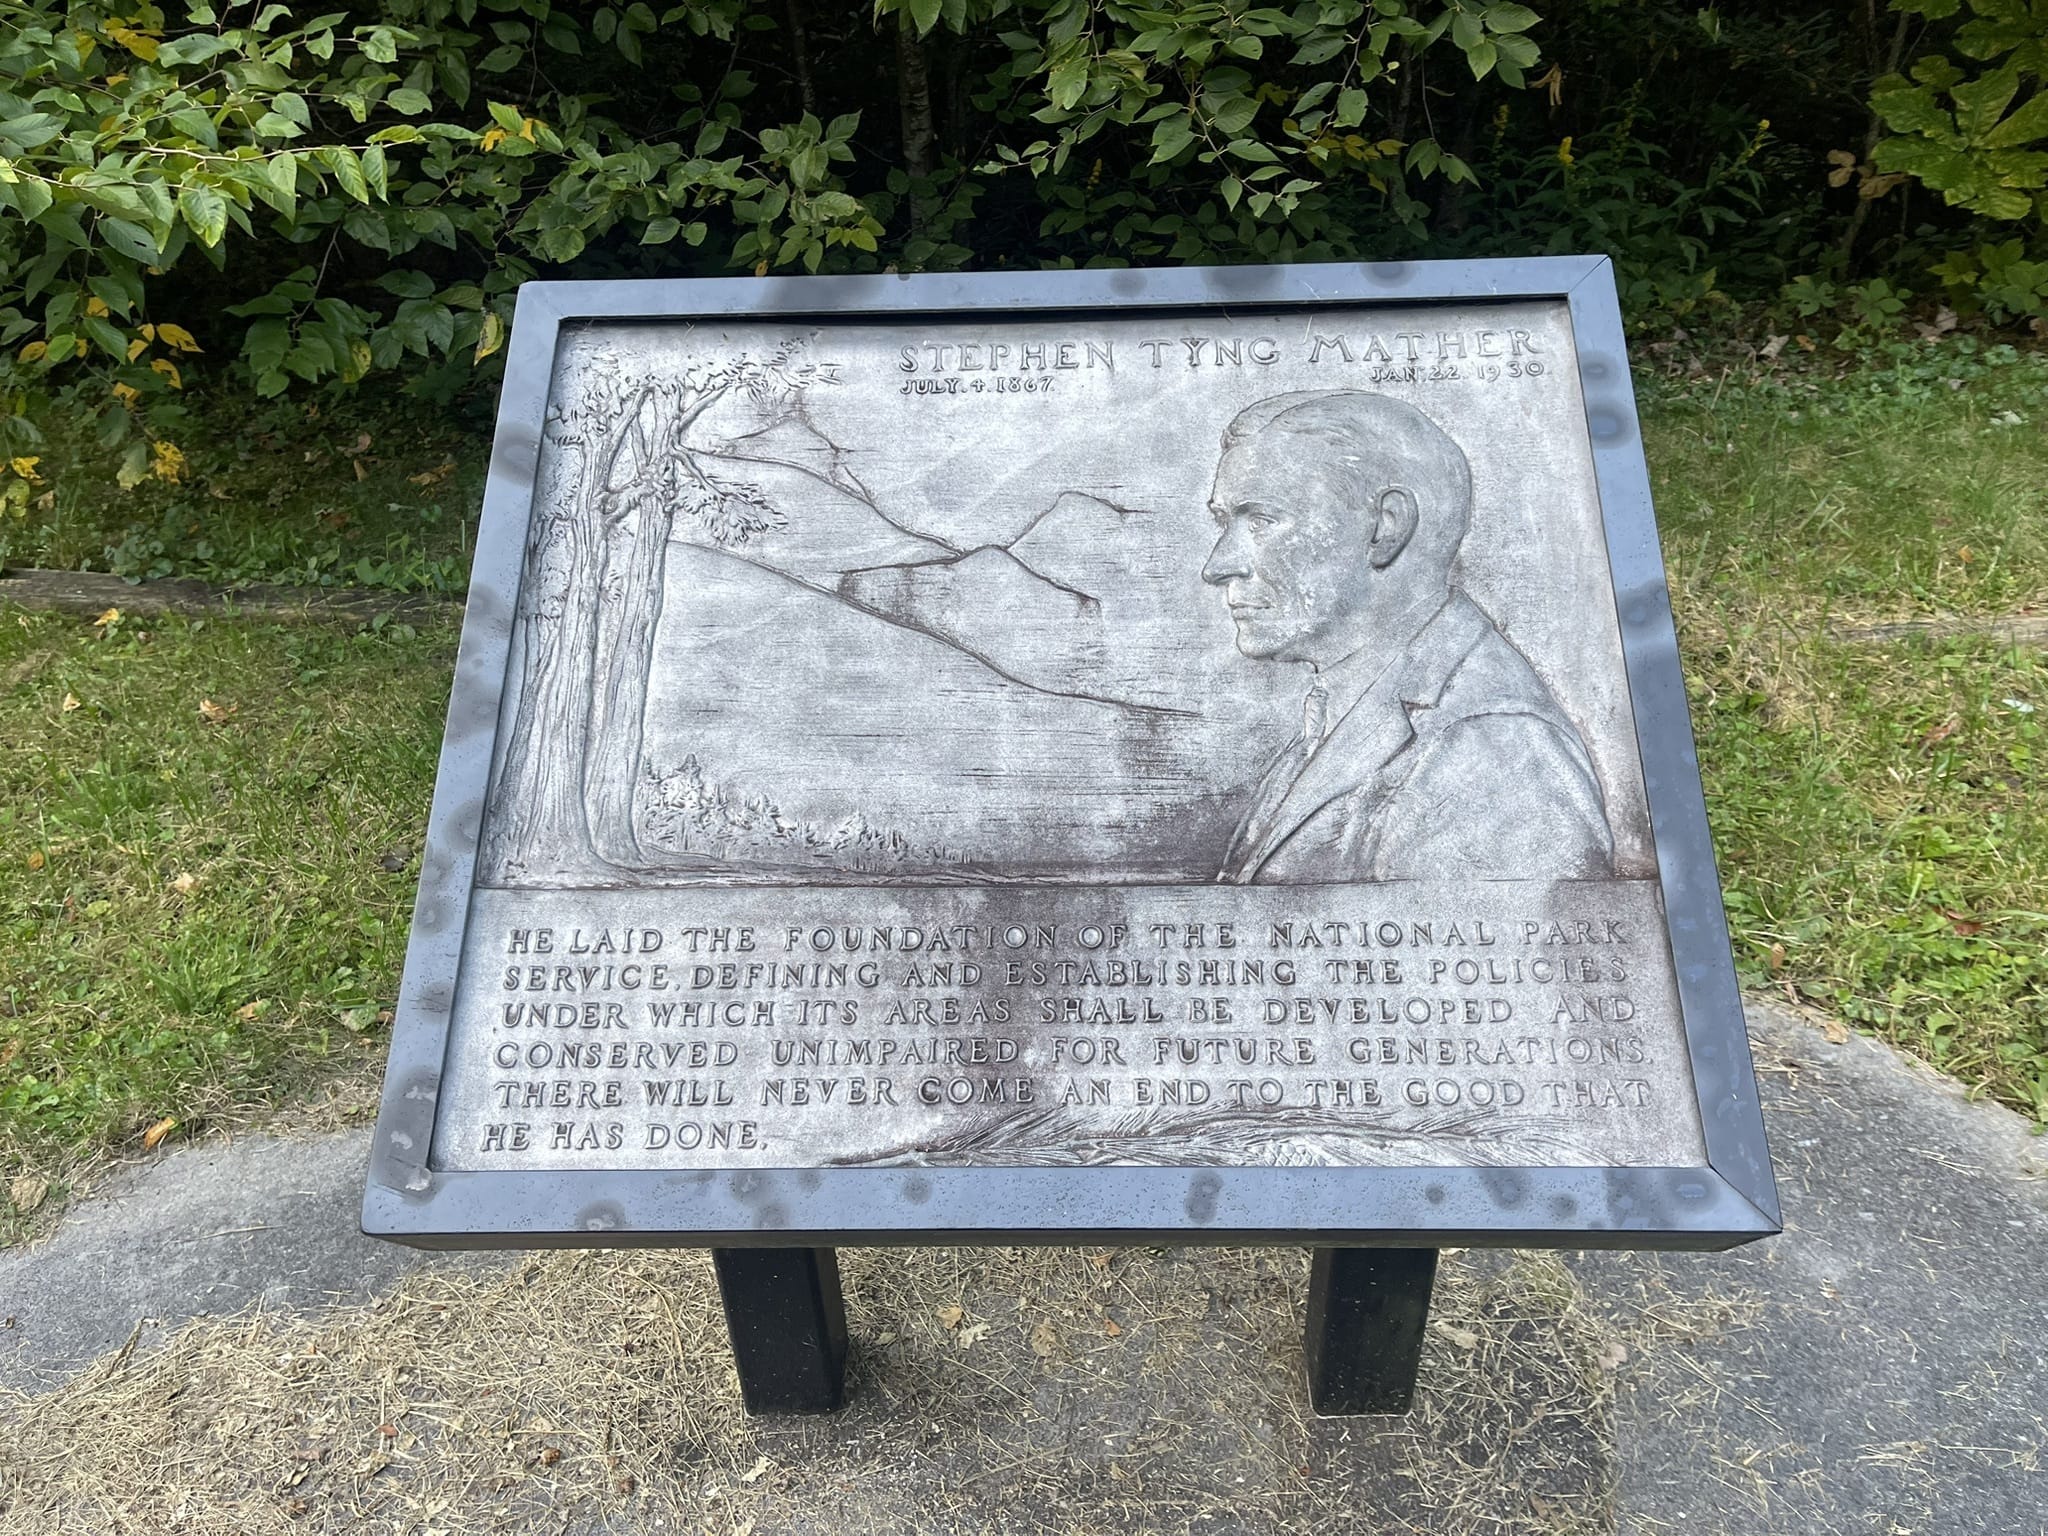 STEPHEN TYNG MATHER
JULY. 4. 1867. JAN. 22. 1930
HE LAID THE FOUNDATION OF THE NATIONAL PARK
SERVICE, DEFINING AND ESTABLISHING THE POLICIES
UNDER WHICH ITS AREAS SHALL BE DEVELOPED AND
CONSERVED UNIMPAIRED FOR FUTURE GENERATIONS.
THERE WILL NEVER COME AN END TO THE GOOD THAT
HE HAS DONE.